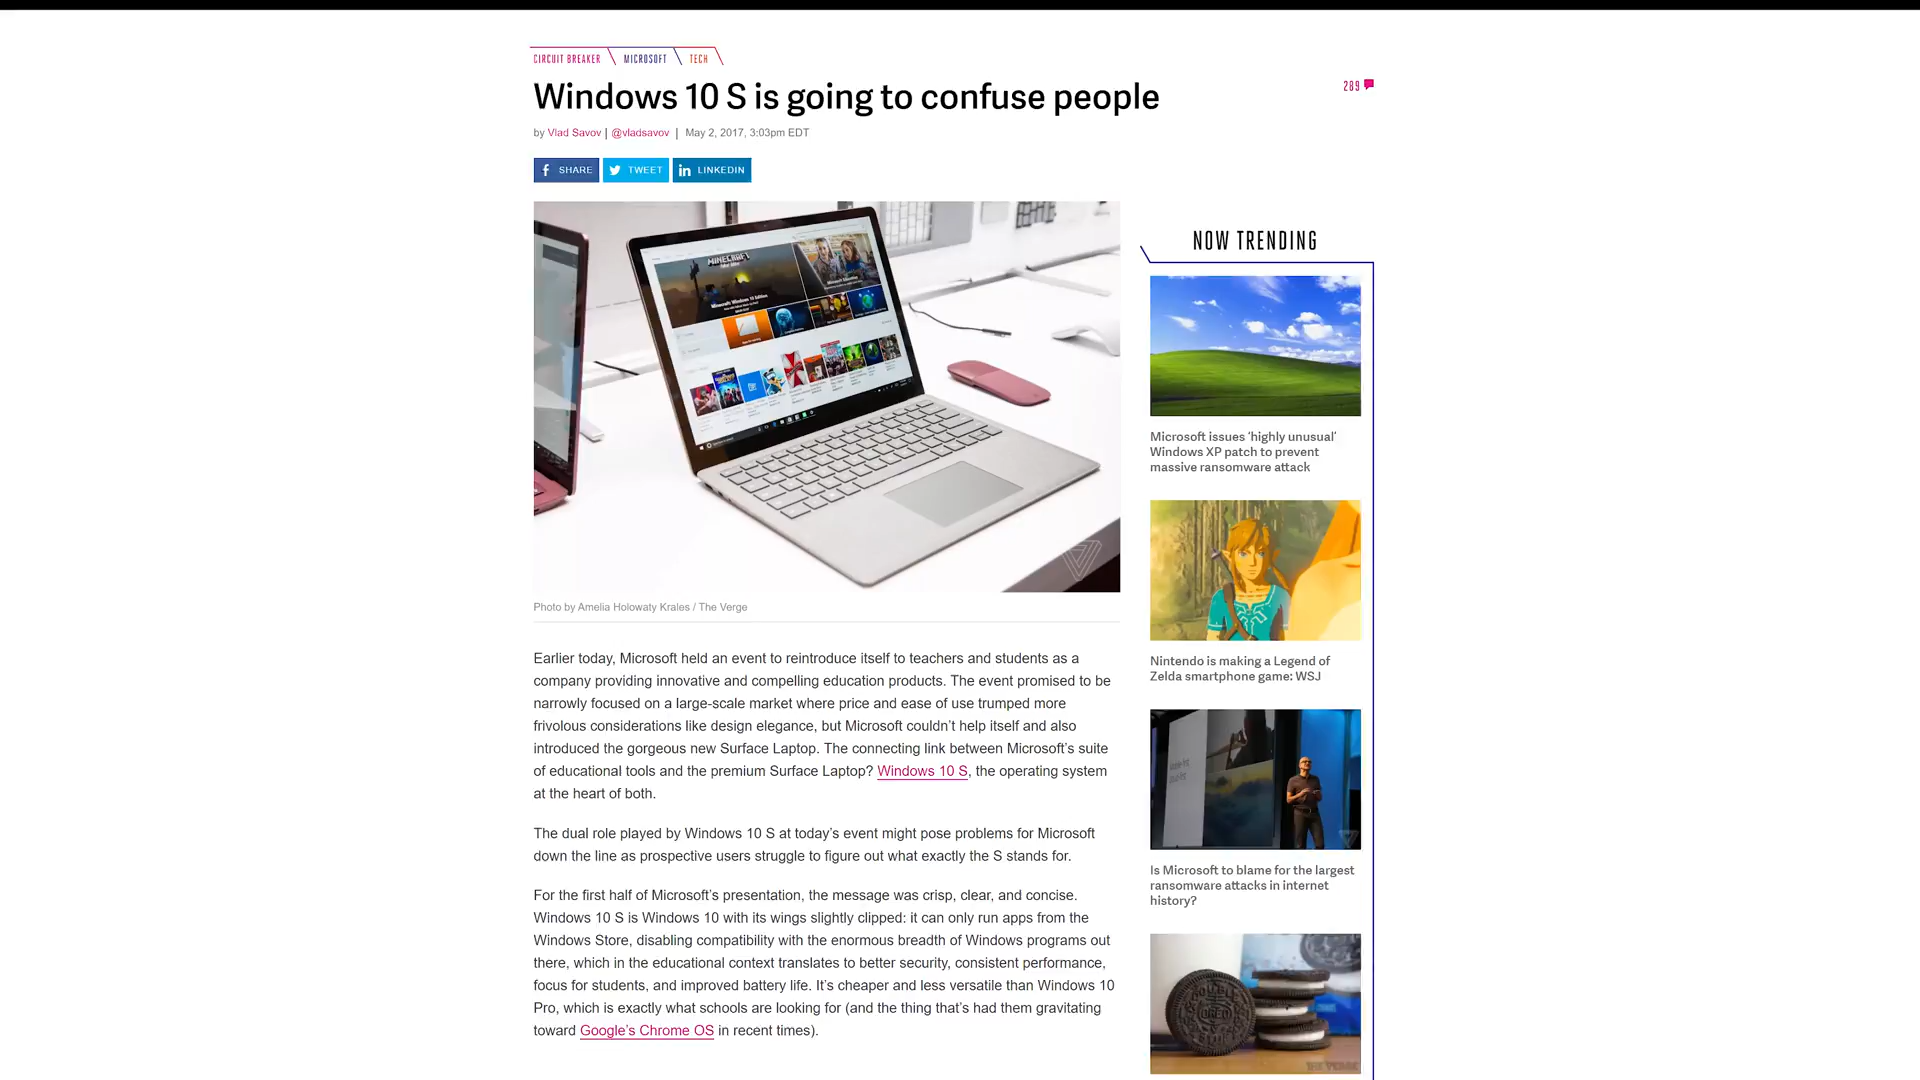 CIRCUIT BREAKER
MICROSOFT
TECH
Windows 10 S is going to confuse people
289
by Vlad Savov | @vladsavov | May 2, 2017, 3:03pm EDT
SHARE
TWEET
LINKEDIN
MINECRAFT
Photo by Amelia Holowaty Krales / The Verge
Earlier today, Microsoft held an event to reintroduce itself to teachers and students as a
company providing innovative and compelling education products. The event promised to be
narrowly focused on a large-scale market where price and ease of use trumped more
frivolous considerations like design elegance, but Microsoft couldn’t help itself and also
introduced the gorgeous new Surface Laptop. The connecting link between Microsoft’s suite
of educational tools and the premium Surface Laptop? Windows 10 S, the operating system
at the heart of both.
The dual role played by Windows 10 S at today’s event might pose problems for Microsoft
down the line as prospective users struggle to figure out what exactly the S stands for.
For the first half of Microsoft’s presentation, the message was crisp, clear, and concise.
Windows 10 S is Windows 10 with its wings slightly clipped: it can only run apps from the
Windows Store, disabling compatibility with the enormous breadth of Windows programs out
there, which in the educational context translates to better security, consistent performance,
focus for students, and improved battery life. It’s cheaper and less versatile than Windows 10
Pro, which is exactly what schools are looking for (and the thing that’s had them gravitating
toward Google’s Chrome OS in recent times).
NOW TRENDING
Microsoft issues ‘highly unusual’
Windows XP patch to prevent
massive ransomware attack
Nintendo is making a Legend of
Zelda smartphone game: WSJ
Is Microsoft to blame for the largest
ransomware attacks in internet
history?
OREO
THE VERGE